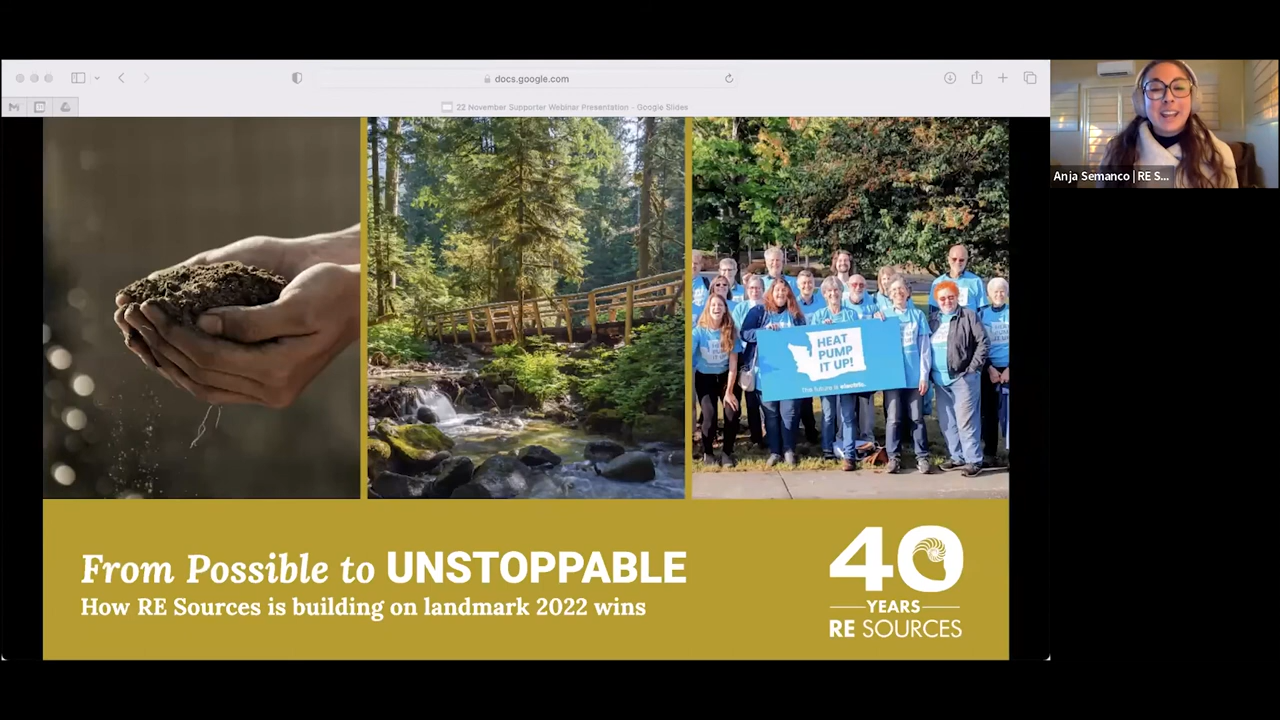 docs.google.com
22 November Supporter Webinar Presentation - Google Slides
Anja Semanco | RE S...
HEAT
PUMP
IT UP!
The future is electric.
From Possible to UNSTOPPABLE
How RE Sources is building on landmark 2022 wins
40
YEARS
RE SOURCES